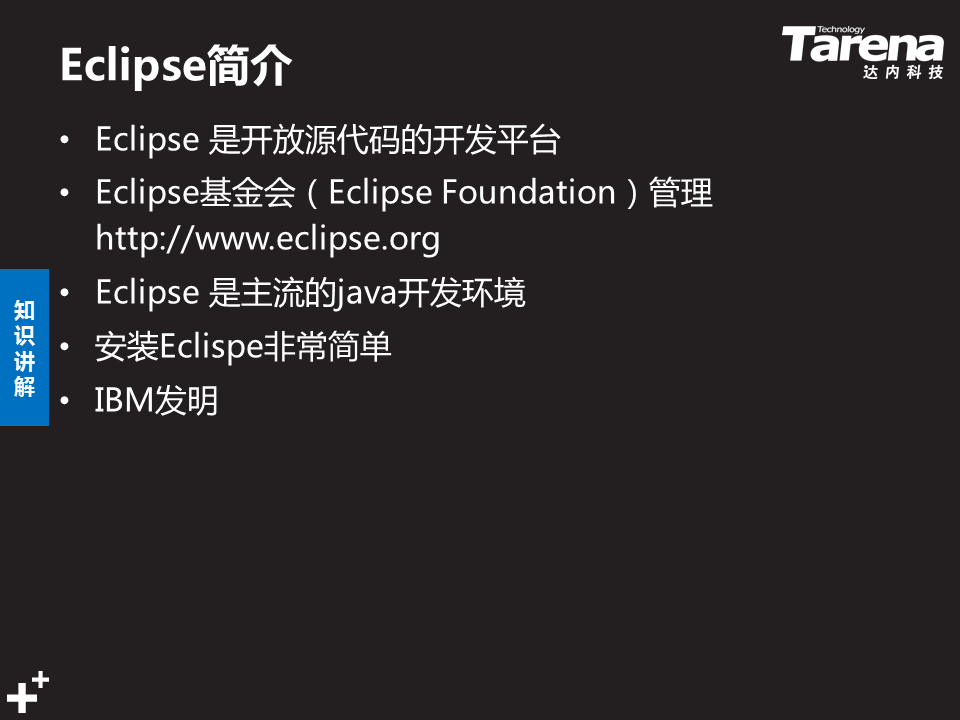 Eclipse简介
Technology
Tarena
达内科技
• Eclipse 是开放源代码的开发平台
• Eclipse基金会（Eclipse Foundation）管理
http://www.eclipse.org
• Eclipse 是主流的java开发环境
• 安装Eclispe非常简单
• IBM发明
知
识
讲
解